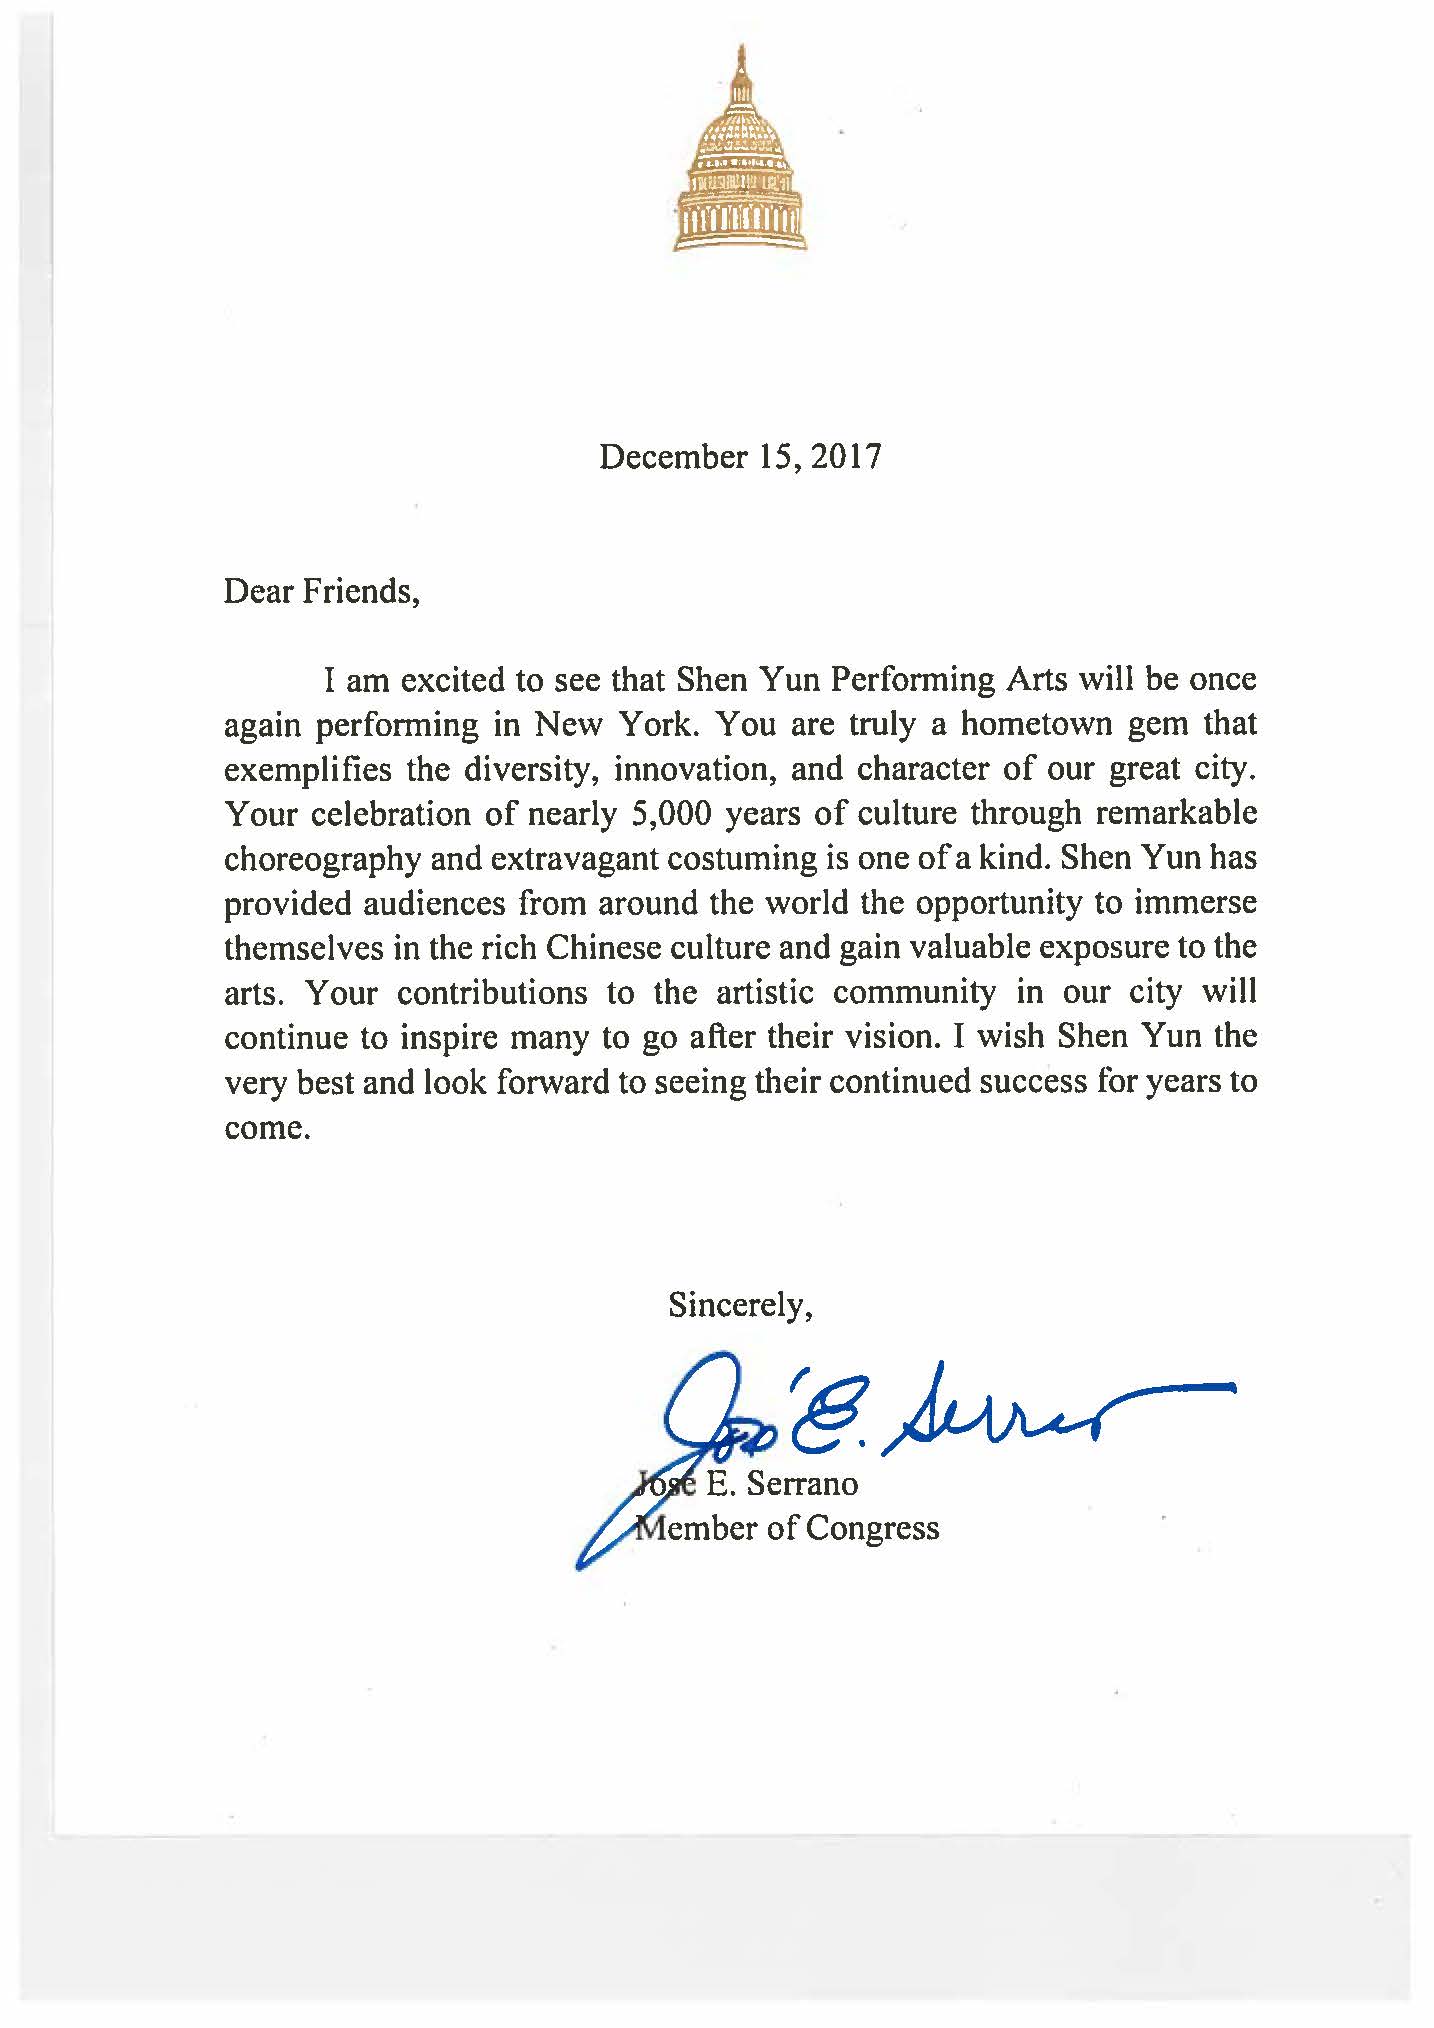 December 15, 2017
Dear Friends,
I am excited to see that Shen Yun Performing Arts will be once
again performing in New York. You are truly a hometown gem that
exemplifies the diversity, innovation, and character of our great city.
Your celebration of nearly 5,000 years of culture through remarkable
choreography and extravagant costuming is one of a kind. Shen Yun has
provided audiences from around the world the opportunity to immerse
themselves in the rich Chinese culture and gain valuable exposure to the
arts. Your contributions to the artistic community in our city will
continue to inspire many to go after their vision. I wish Shen Yun the
very best and look forward to seeing their continued success for years to
come.
Sincerely,
José E. Serrano
José E. Serrano
Member of Congress